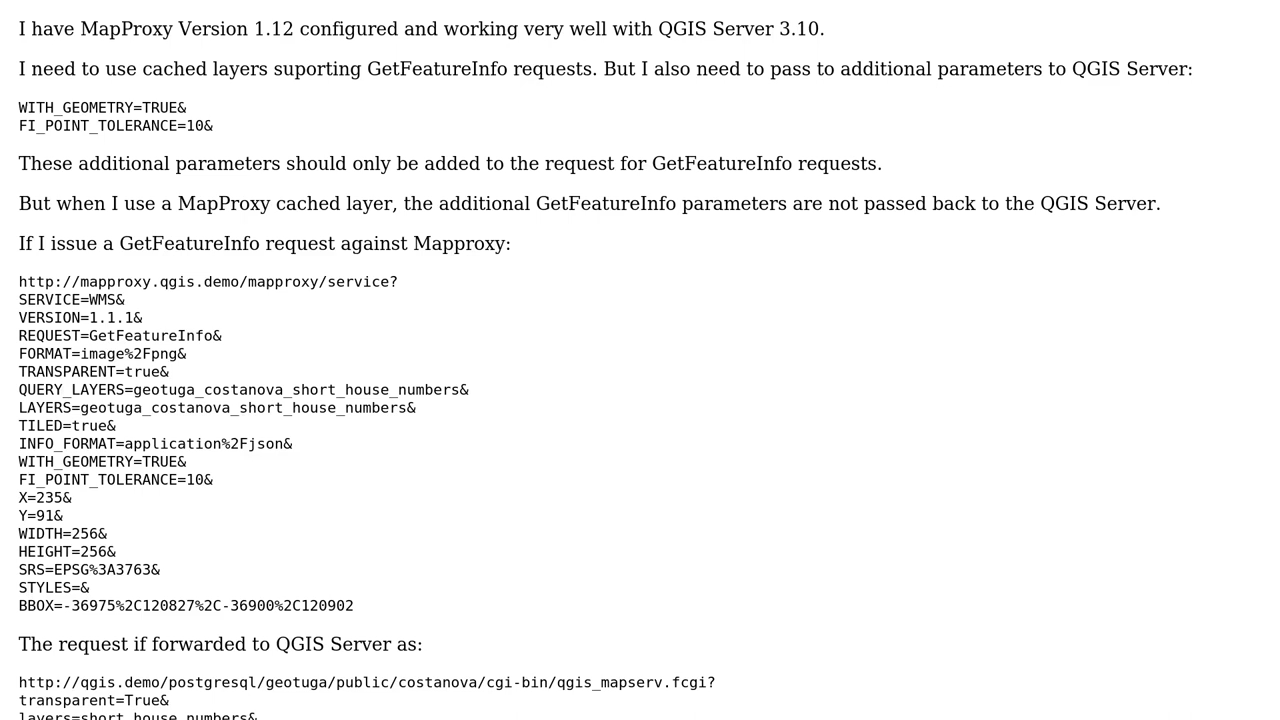 I have MapProxy Version 1.12 configured and working very well with QGIS Server 3.10.
I need to use cached layers suporting GetFeatureInfo requests. But I also need to pass to additional parameters to QGIS Server:
WITH_GEOMETRY=TRUE&
FI_POINT_TOLERANCE=10&
These additional parameters should only be added to the request for GetFeatureInfo requests.
But when I use a MapProxy cached layer, the additional GetFeatureInfo parameters are not passed back to the QGIS Server.
If I issue a GetFeatureInfo request against Mapproxy:
http://mapproxy.qgis.demo/mapproxy/service?
SERVICE=WMS&
VERSION=1.1.1&
REQUEST=GetFeatureInfo&
FORMAT=image%2Fpng&
TRANSPARENT=true&
QUERY_LAYERS=geotuga_costanova_short_house_numbers&
LAYERS=geotuga_costanova_short_house_numbers&
TILED=true&
INFO_FORMAT=application%2Fjson&
WITH_GEOMETRY=TRUE&
FI_POINT_TOLERANCE=10&
X=235&
Y=91&
WIDTH=256&
HEIGHT=256&
SRS=EPSG%3A3763&
STYLES=&
BBOX=-36975%2C120827%2C-36900%2C120902
The request if forwarded to QGIS Server as:
http://qgis.demo/postgresql/geotuga/public/costanova/cgi-bin/qgis_mapserv.fcgi?
transparent=True&
layers=short_house_numbers&